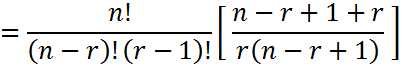 = n! / (n − r)! (r − 1)! [ n − r + 1 + r / r(n − r + 1) ]